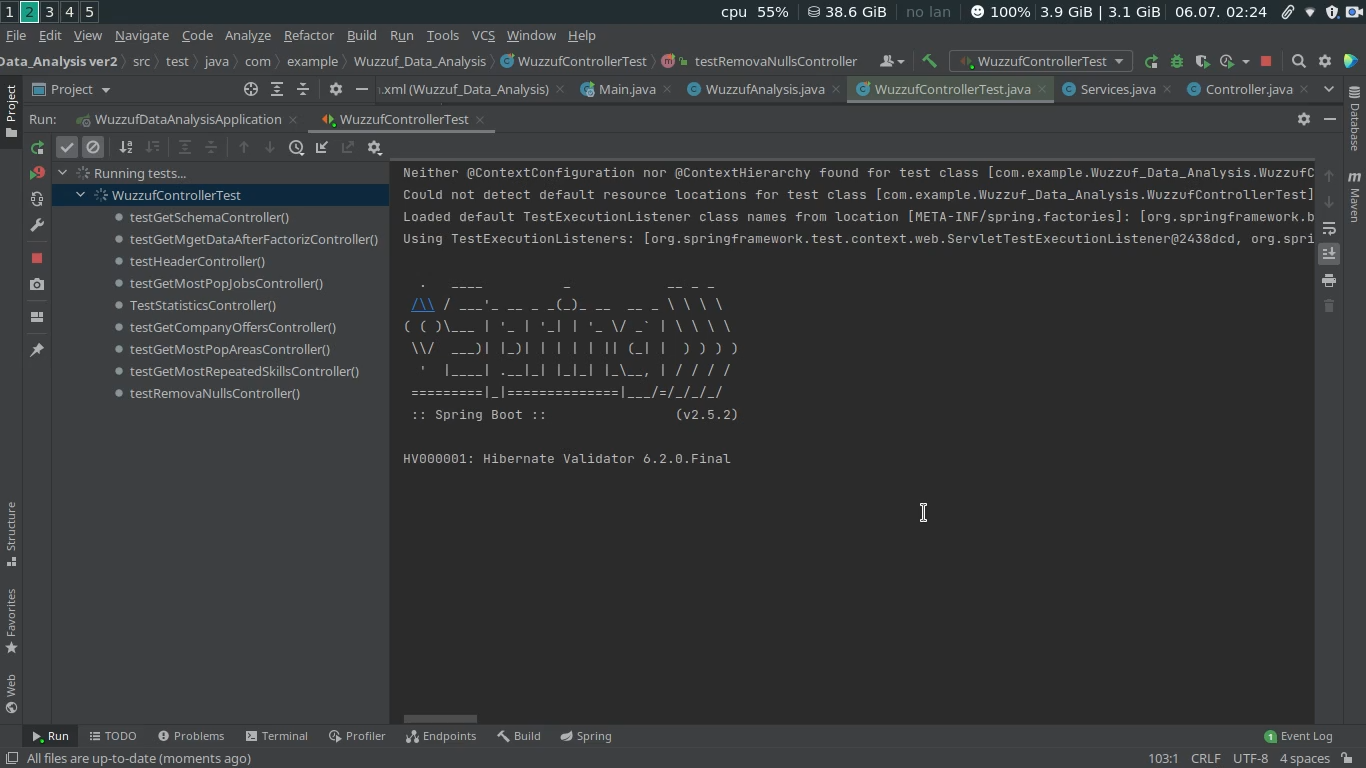 1 2 3 4 5 cpu 55% 38.6 GiB | no lan | 100% 3.9 GiB | 3.1 GiB | 06.07. 02:24
File Edit View Navigate Code Analyze Refactor Build Run Tools VCS Window Help
Data_Analysis ver2 src test java com example Wuzzuf_Data_Analysis WuzzufControllerTest m testRemovaNullsController WuzzufControllerTest
Project .xml (Wuzzuf_Data_Analysis) Main.java WuzzufAnalysis.java WuzzufControllerTest.java Services.java Controller.java
Run: WuzzufDataAnalysisApplication WuzzufControllerTest
Running tests...
WuzzufControllerTest
testGetSchemaController()
testGetMgetDataAfterFactorizController()
testHeaderController()
testGetMostPopJobsController()
TestStatisticsController()
testGetCompanyOffersController()
testGetMostPopAreasController()
testGetMostRepeatedSkillsController()
testRemovaNullsController()
Neither @ContextConfiguration nor @ContextHierarchy found for test class [com.example.Wuzzuf_Data_Analysis.WuzzufC
Could not detect default resource locations for test class [com.example.Wuzzuf_Data_Analysis.WuzzufControllerTest]
Loaded default TestExecutionListener class names from location [META-INF/spring.factories]: [org.springframework.b
Using TestExecutionListeners: [org.springframework.test.context.web.ServletTestExecutionListener@2438dcd, org.spri
  .   ____          _            __ _ _
 /\\ / ___'_ __ _ _(_)_ __  __ _ \ \ \ \
( ( )\___ | '_ | '_| | '_ \/ _` | \ \ \ \
 \\/  ___)| |_)| | | | | || (_| |  ) ) ) )
  '  |____| .__|_| |_|_| |_\__, | / / / /
 =========|_|==============|___/=/_/_/_/
 :: Spring Boot ::                (v2.5.2)
HV000001: Hibernate Validator 6.2.0.Final
Project
Structure
Favorites
Web
Database
Maven
Run TODO Problems Terminal Profiler Endpoints Build Spring 1 Event Log
All files are up-to-date (moments ago) 103:1 CRLF UTF-8 4 spaces